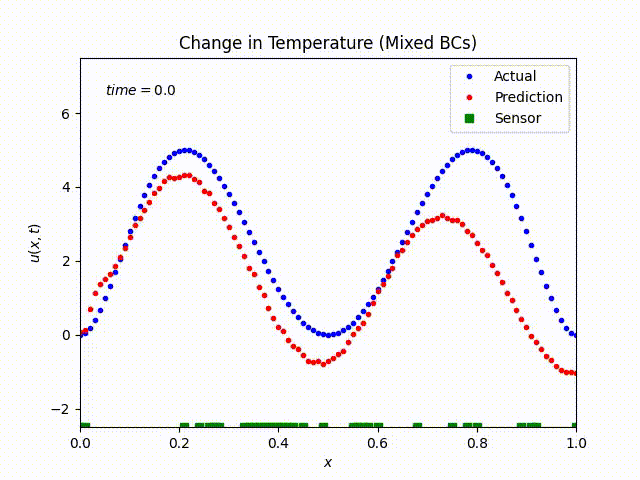 Change in Temperature (Mixed BCs)
time = 0.0
Actual
Prediction
Sensor
6
4
2
0
−2
u(x, t)
0.0 0.2 0.4 0.6 0.8 1.0
x